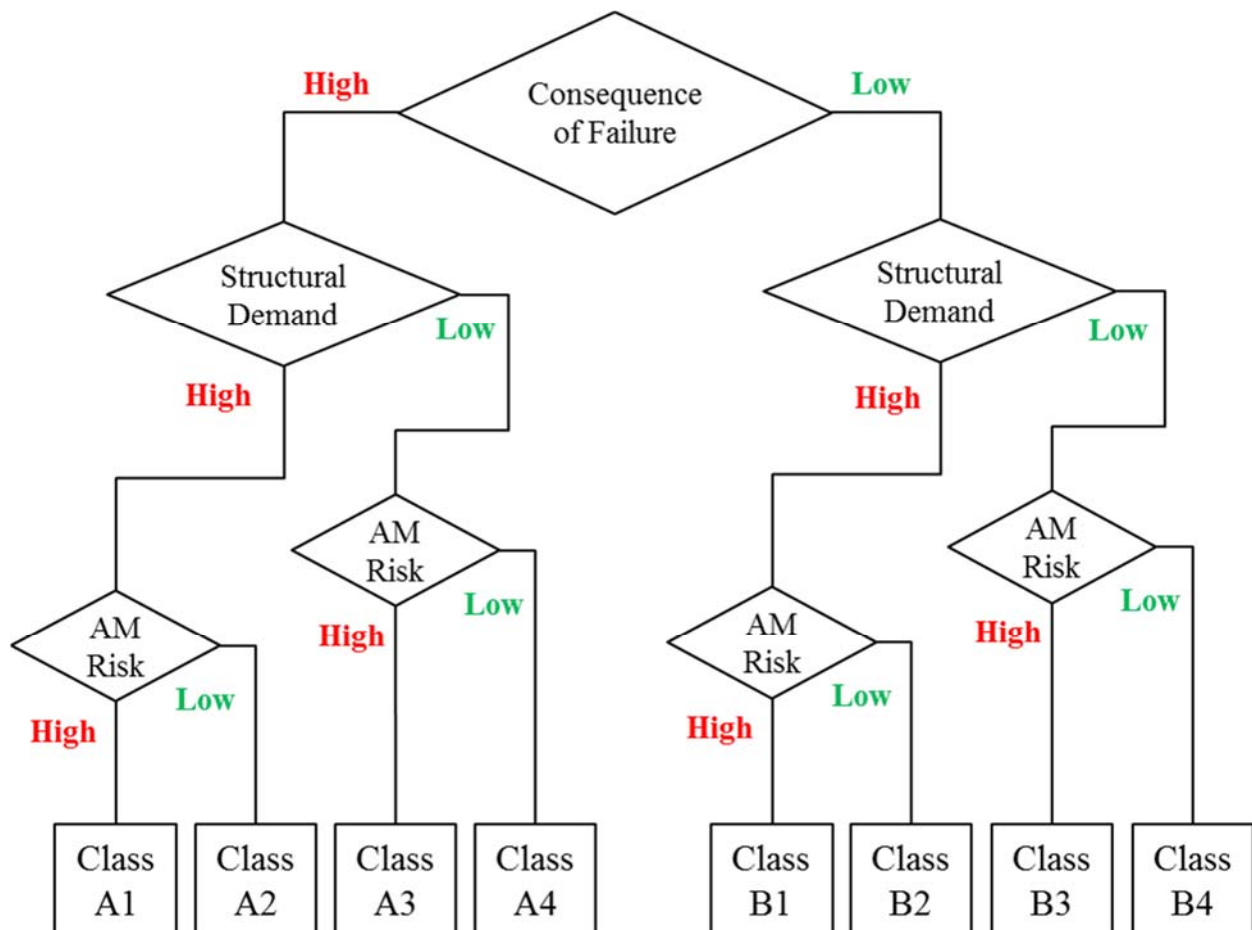 High
Consequence
of Failure
Low
Structural
Demand
Low
High
Structural
Demand
Low
High
AM
Risk
Low
High
AM
Risk
Low
High
AM
Risk
Low
High
AM
Risk
Low
High
Class
A1
Class
A2
Class
A3
Class
A4
Class
B1
Class
B2
Class
B3
Class
B4